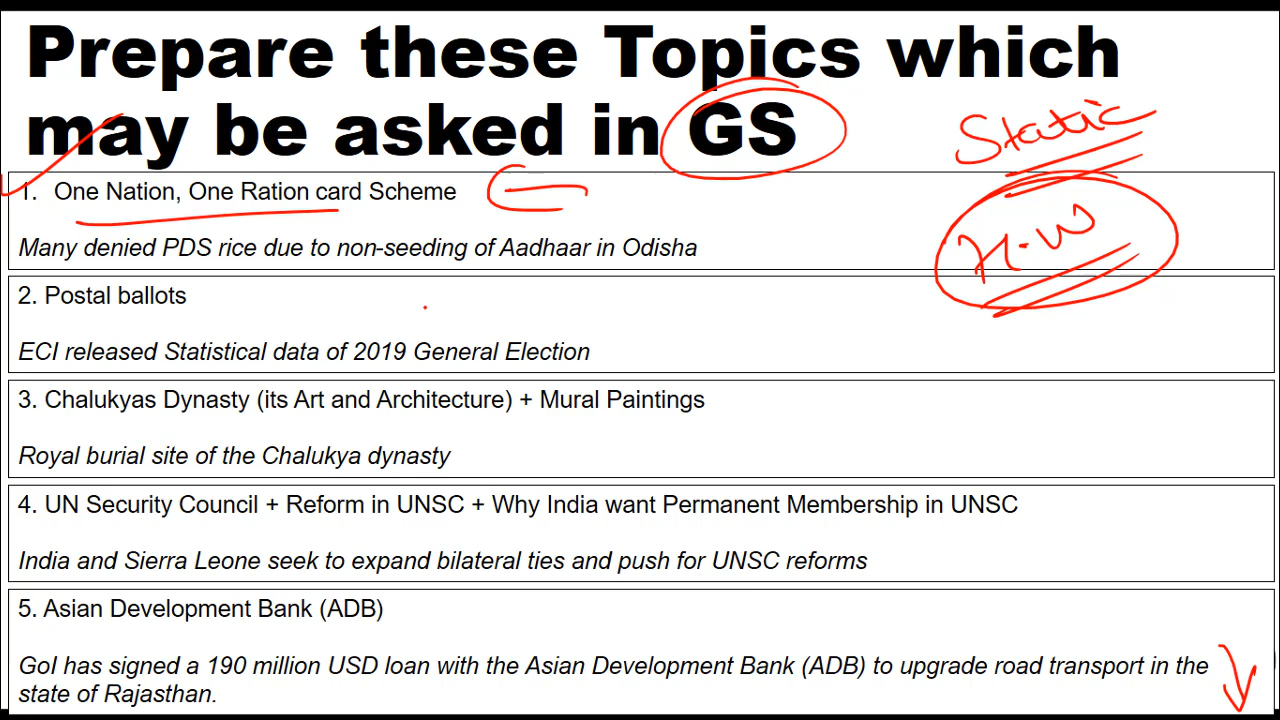 Prepare these Topics which
may be asked in GS
Static
H.W
1. One Nation, One Ration card Scheme
Many denied PDS rice due to non-seeding of Aadhaar in Odisha
2. Postal ballots
ECI released Statistical data of 2019 General Election
3. Chalukyas Dynasty (its Art and Architecture) + Mural Paintings
Royal burial site of the Chalukya dynasty
4. UN Security Council + Reform in UNSC + Why India want Permanent Membership in UNSC
India and Sierra Leone seek to expand bilateral ties and push for UNSC reforms
5. Asian Development Bank (ADB)
GoI has signed a 190 million USD loan with the Asian Development Bank (ADB) to upgrade road transport in the
state of Rajasthan.